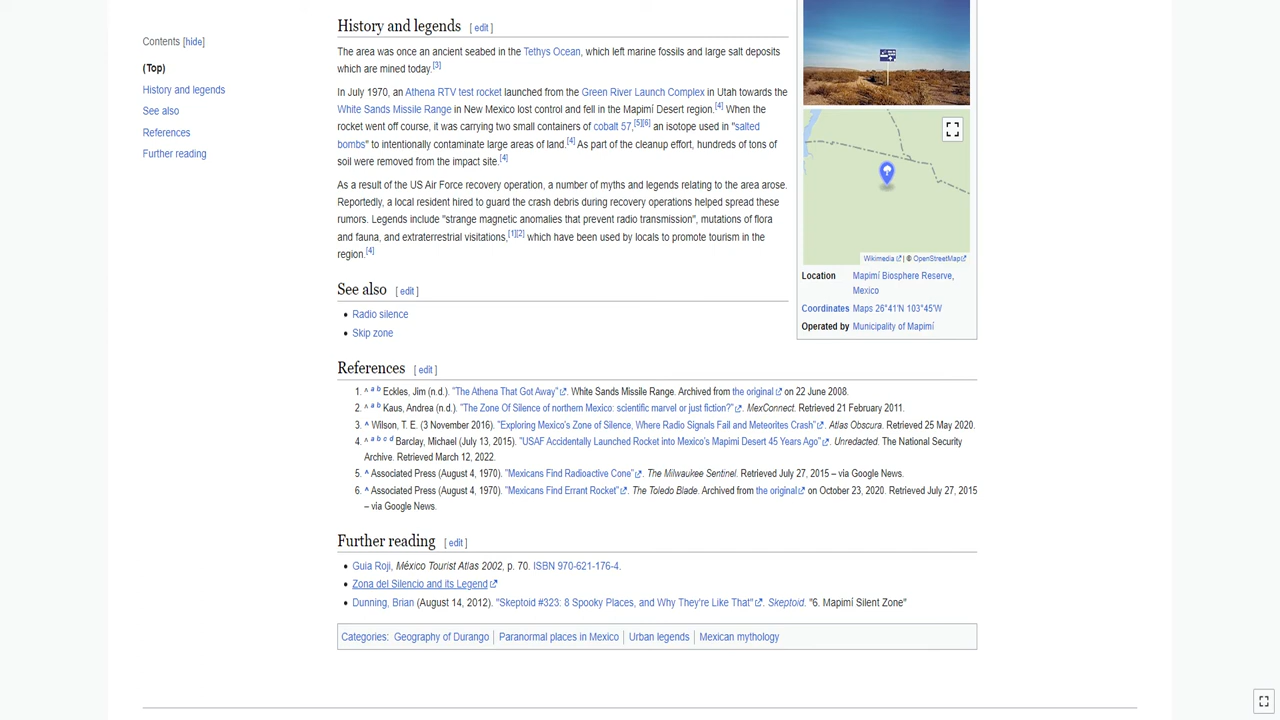 Contents [hide]
(Top)
History and legends
See also
References
Further reading
History and legends [ edit ]
The area was once an ancient seabed in the Tethys Ocean, which left marine fossils and large salt deposits
which are mined today.[3]
In July 1970, an Athena RTV test rocket launched from the Green River Launch Complex in Utah towards the
White Sands Missile Range in New Mexico lost control and fell in the Mapimí Desert region.[4] When the
rocket went off course, it was carrying two small containers of cobalt 57,[5][6] an isotope used in "salted
bombs" to intentionally contaminate large areas of land.[4] As part of the cleanup effort, hundreds of tons of
soil were removed from the impact site.[4]
As a result of the US Air Force recovery operation, a number of myths and legends relating to the area arose.
Reportedly, a local resident hired to guard the crash debris during recovery operations helped spread these
rumors. Legends include "strange magnetic anomalies that prevent radio transmission", mutations of flora
and fauna, and extraterrestrial visitations,[1][2] which have been used by locals to promote tourism in the
region.[4]
Wikimedia | © OpenStreetMap
Location Mapimí Biosphere Reserve,
Mexico
Coordinates Maps 26°41'N 103°45'W
Operated by Municipality of Mapimí
See also [ edit ]
• Radio silence
• Skip zone
References [ edit ]
1. ^ a b Eckles, Jim (n.d.). "The Athena That Got Away". White Sands Missile Range. Archived from the original on 22 June 2008.
2. ^ a b Kaus, Andrea (n.d.). "The Zone Of Silence of northern Mexico: scientific marvel or just fiction?". MexConnect. Retrieved 21 February 2011.
3. ^ Wilson, T. E. (3 November 2016). "Exploring Mexico's Zone of Silence, Where Radio Signals Fail and Meteorites Crash". Atlas Obscura. Retrieved 25 May 2020.
4. ^ a b c d Barclay, Michael (July 13, 2015). "USAF Accidentally Launched Rocket into Mexico's Mapimi Desert 45 Years Ago". Unredacted. The National Security
Archive. Retrieved March 12, 2022.
5. ^ Associated Press (August 4, 1970). "Mexicans Find Radioactive Cone". The Milwaukee Sentinel. Retrieved July 27, 2015 – via Google News.
6. ^ Associated Press (August 4, 1970). "Mexicans Find Errant Rocket". The Toledo Blade. Archived from the original on October 23, 2020. Retrieved July 27, 2015
– via Google News.
Further reading [ edit ]
• Guia Roji, México Tourist Atlas 2002, p. 70. ISBN 970-621-176-4.
• Zona del Silencio and its Legend
• Dunning, Brian (August 14, 2012). "Skeptoid #323: 8 Spooky Places, and Why They're Like That". Skeptoid. "6. Mapimí Silent Zone"
Categories: Geography of Durango | Paranormal places in Mexico | Urban legends | Mexican mythology